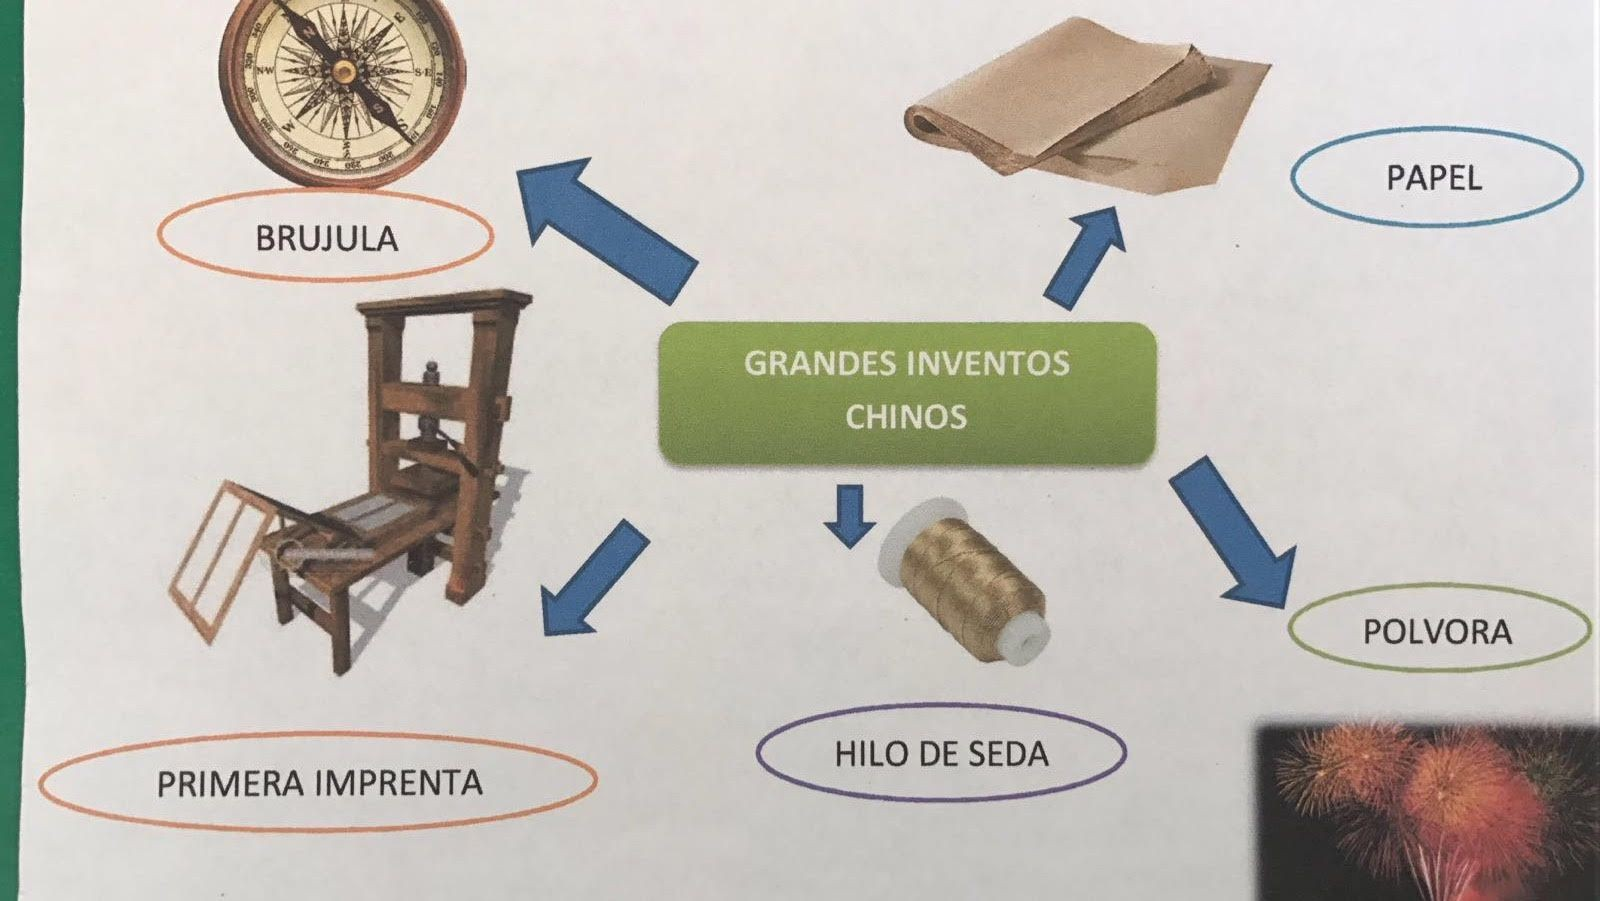 PAPEL
BRUJULA
GRANDES INVENTOS
CHINOS
POLVORA
HILO DE SEDA
PRIMERA IMPRENTA